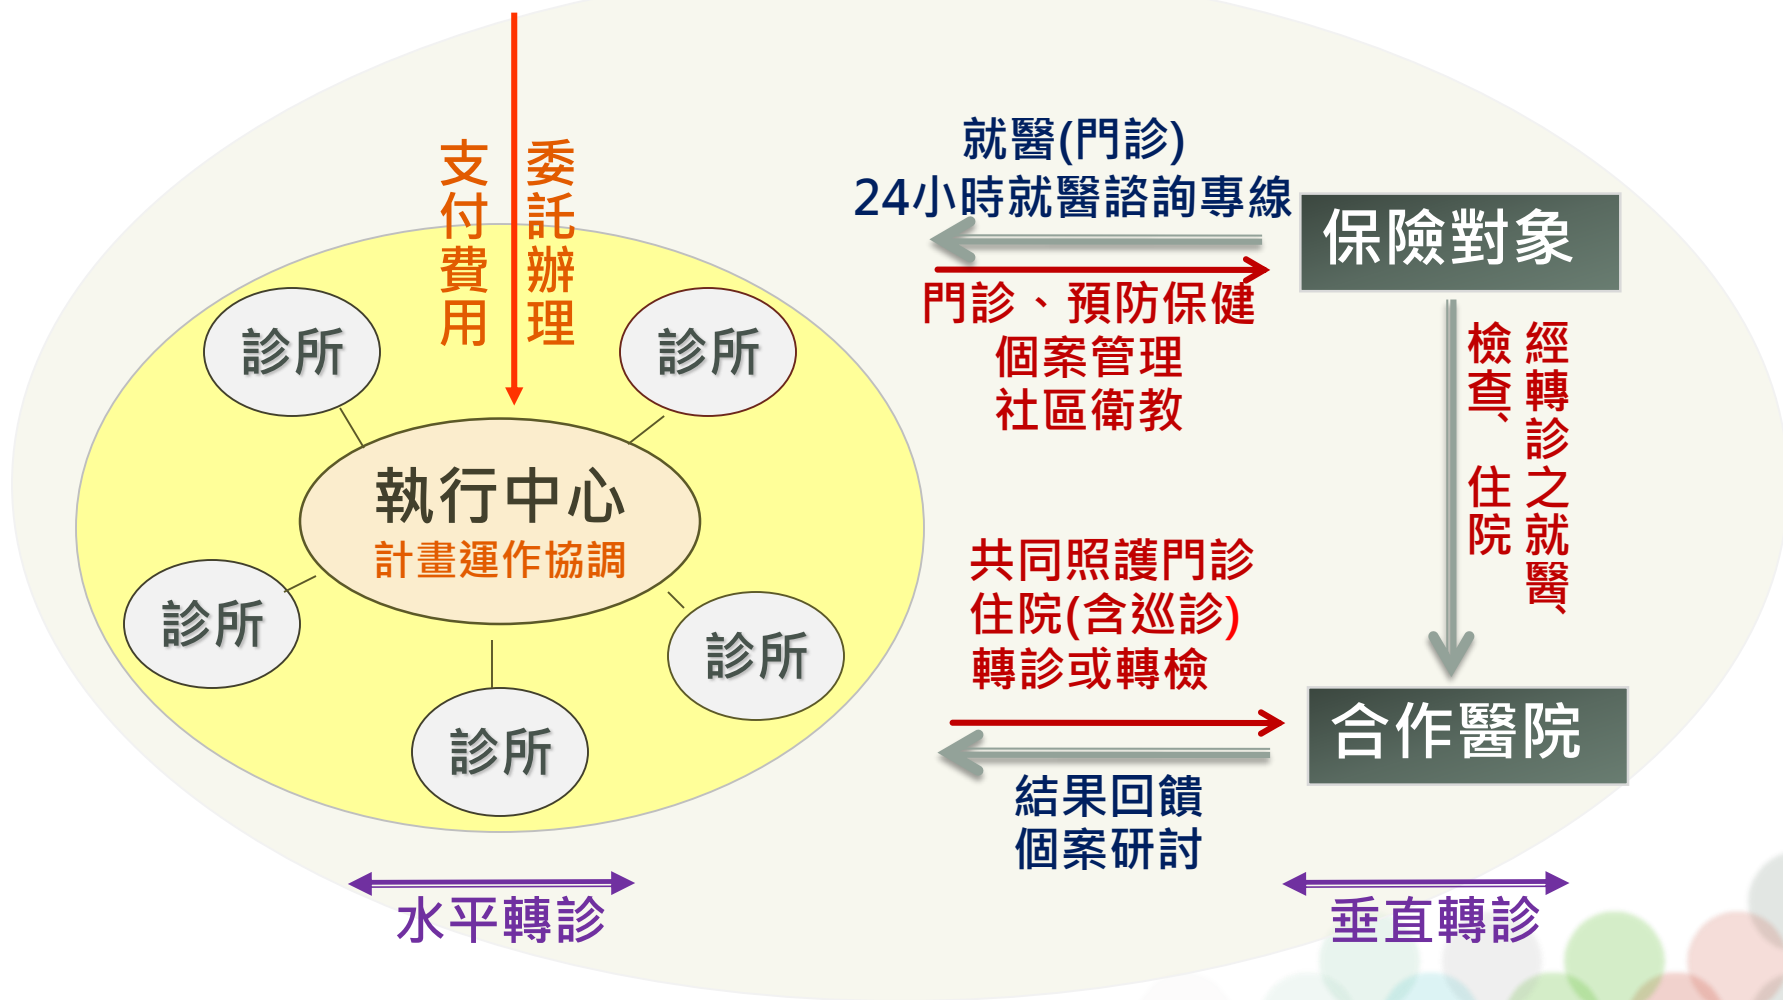 委託辦理
支付費用
診所
診所
執行中心
計畫運作協調
診所
診所
診所
水平轉診
就醫(門診)
24小時就醫諮詢專線
門診、預防保健
個案管理
社區衛教
共同照護門診
住院(含巡診)
轉診或轉檢
結果回饋
個案研討
保險對象
經轉診之就醫、
檢查、住院
合作醫院
垂直轉診